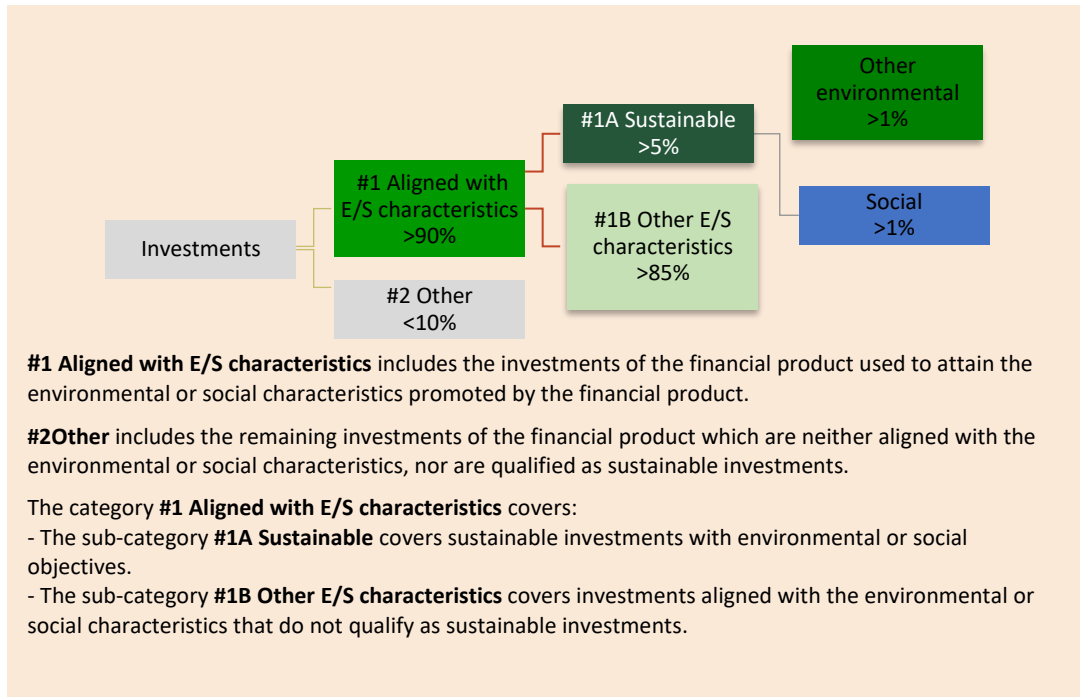 Other
environmental
>1%
#1A Sustainable
>5%
#1 Aligned with
E/S characteristics
>90%
Social
>1%
#1B Other E/S
characteristics
>85%
Investments
#2 Other
<10%
#1 Aligned with E/S characteristics includes the investments of the financial product used to attain the
environmental or social characteristics promoted by the financial product.
#2Other includes the remaining investments of the financial product which are neither aligned with the
environmental or social characteristics, nor are qualified as sustainable investments.
The category #1 Aligned with E/S characteristics covers:
- The sub-category #1A Sustainable covers sustainable investments with environmental or social
objectives.
- The sub-category #1B Other E/S characteristics covers investments aligned with the environmental or
social characteristics that do not qualify as sustainable investments.